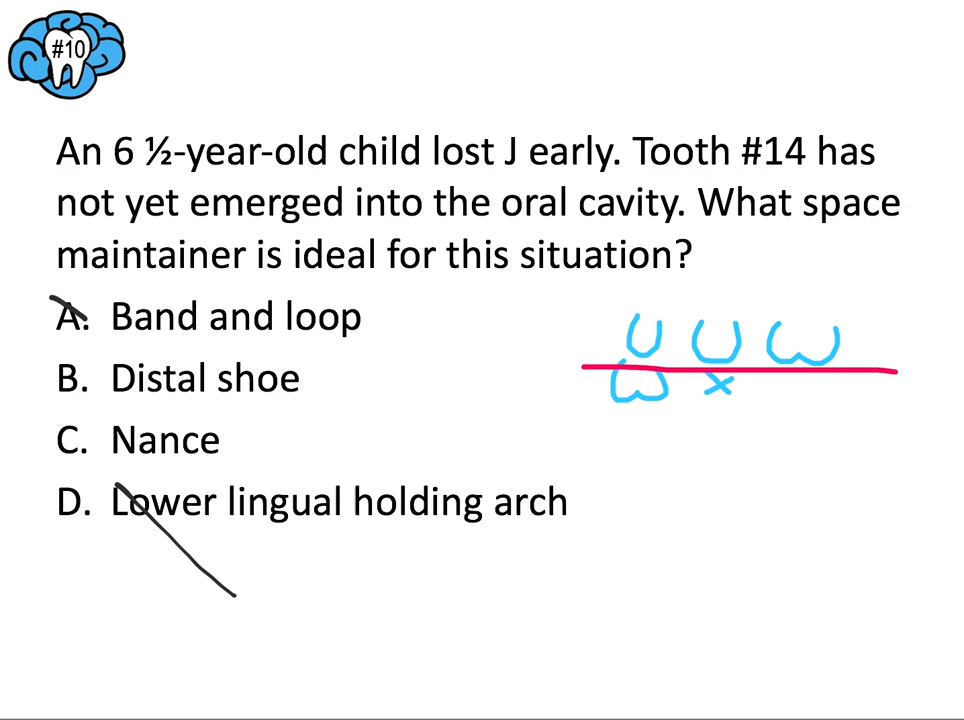 #10
An 6 ½-year-old child lost J early. Tooth #14 has
not yet emerged into the oral cavity. What space
maintainer is ideal for this situation?
A. Band and loop
B. Distal shoe
C. Nance
D. Lower lingual holding arch